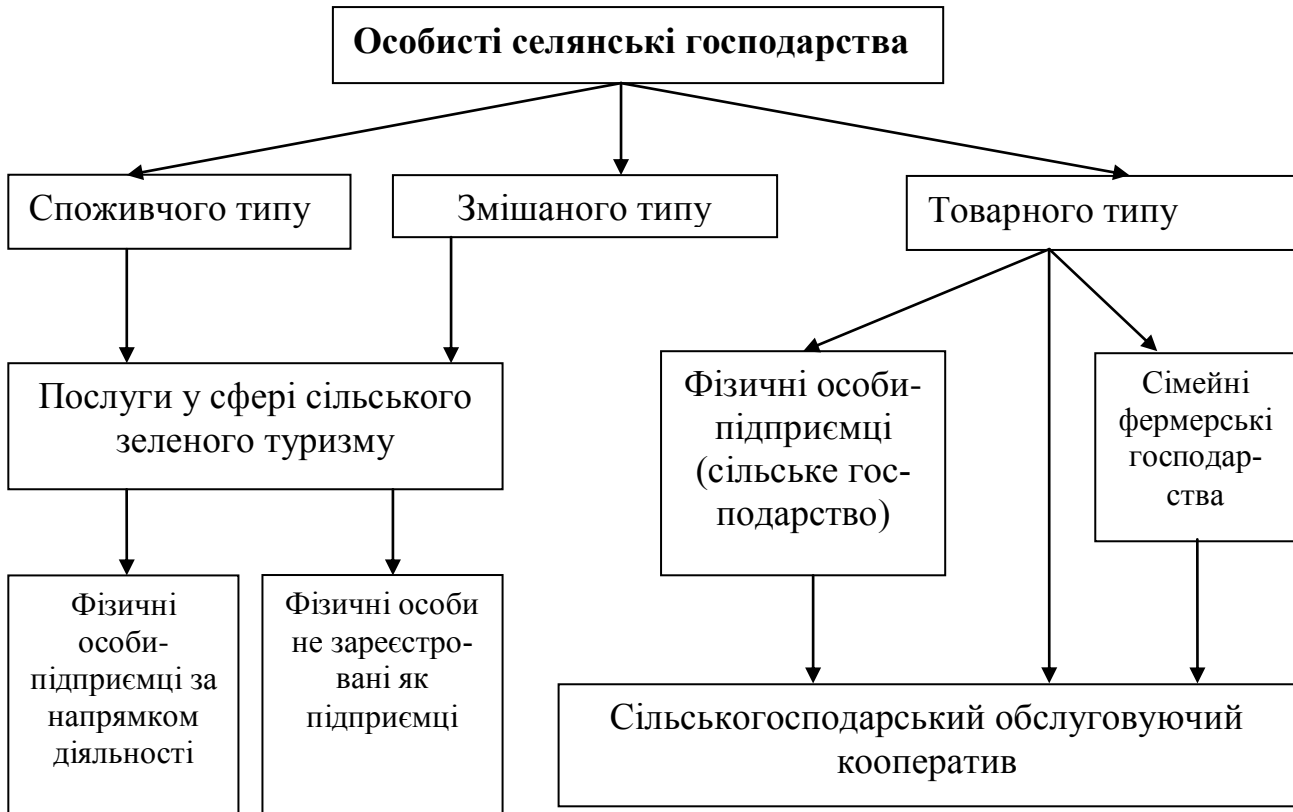 Особисті селянські господарства
Споживчого типу
Змішаного типу
Товарного типу
Послуги у сфері сільського
зеленого туризму
Фізичні особи-
підприємці
(сільське гос-
подарство)
Сімейні
фермерські
господар-
ства
Фізичні
особи-
підприємці за
напрямком
діяльності
Фізичні особи
не зареєстро-
вані як
підприємці
Сільськогосподарський обслуговуючий
кооператив